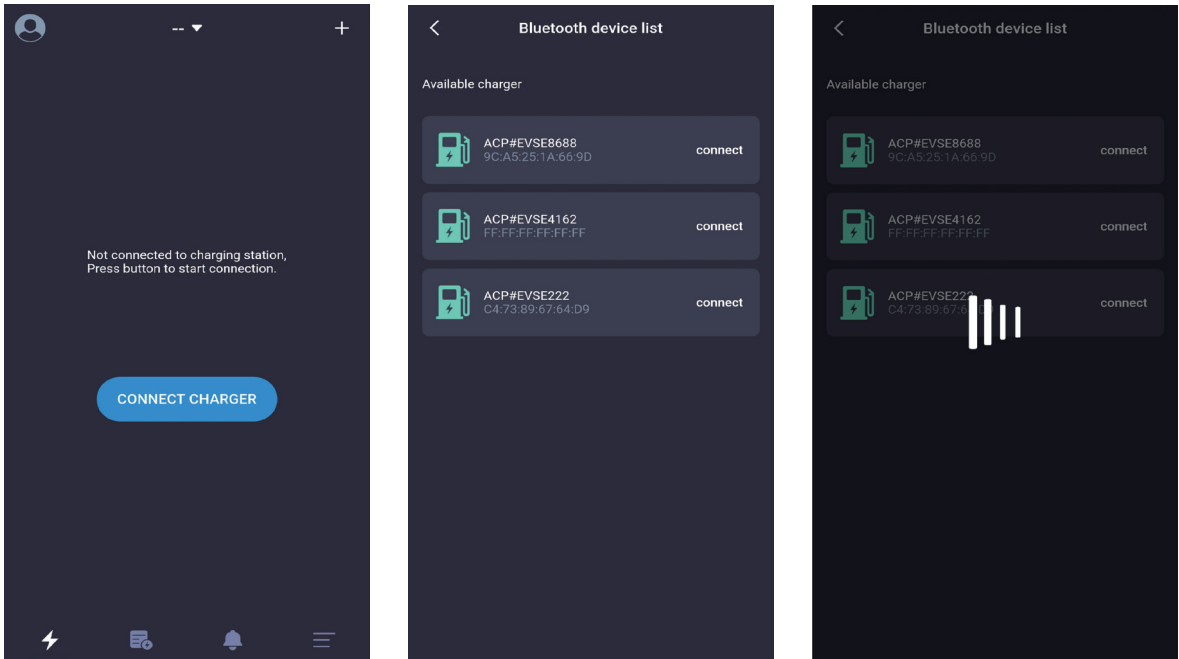 --
Not connected to charging station,
Press button to start connection.
CONNECT CHARGER
Bluetooth device list
Available charger
ACP#EVSE8688
9C:A5:25:1A:66:9D
connect
ACP#EVSE4162
FF:FF:FF:FF:FF:FF
connect
ACP#EVSE222
C4:73:89:67:64:D9
connect
Bluetooth device list
Available charger
ACP#EVSE8688
9C:A5:25:1A:66:9D
connect
ACP#EVSE4162
FF:FF:FF:FF:FF:FF
connect
ACP#EVSE222
connect